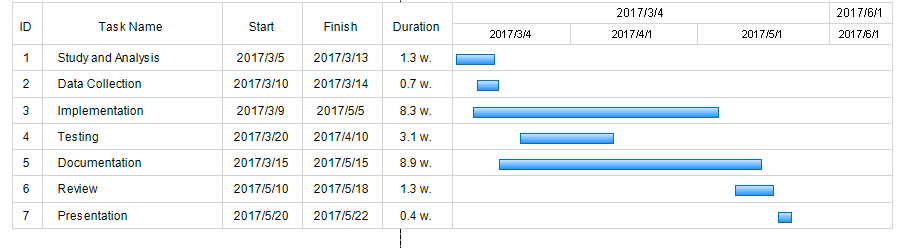 2017/3/4 2017/6/1
ID Task Name Start Finish Duration
2017/3/4 2017/4/1 2017/5/1 2017/6/1
1 Study and Analysis 2017/3/5 2017/3/13 1.3 w.
2 Data Collection 2017/3/10 2017/3/14 0.7 w.
3 Implementation 2017/3/9 2017/5/5 8.3 w.
4 Testing 2017/3/20 2017/4/10 3.1 w.
5 Documentation 2017/3/15 2017/5/15 8.9 w.
6 Review 2017/5/10 2017/5/18 1.3 w.
7 Presentation 2017/5/20 2017/5/22 0.4 w.